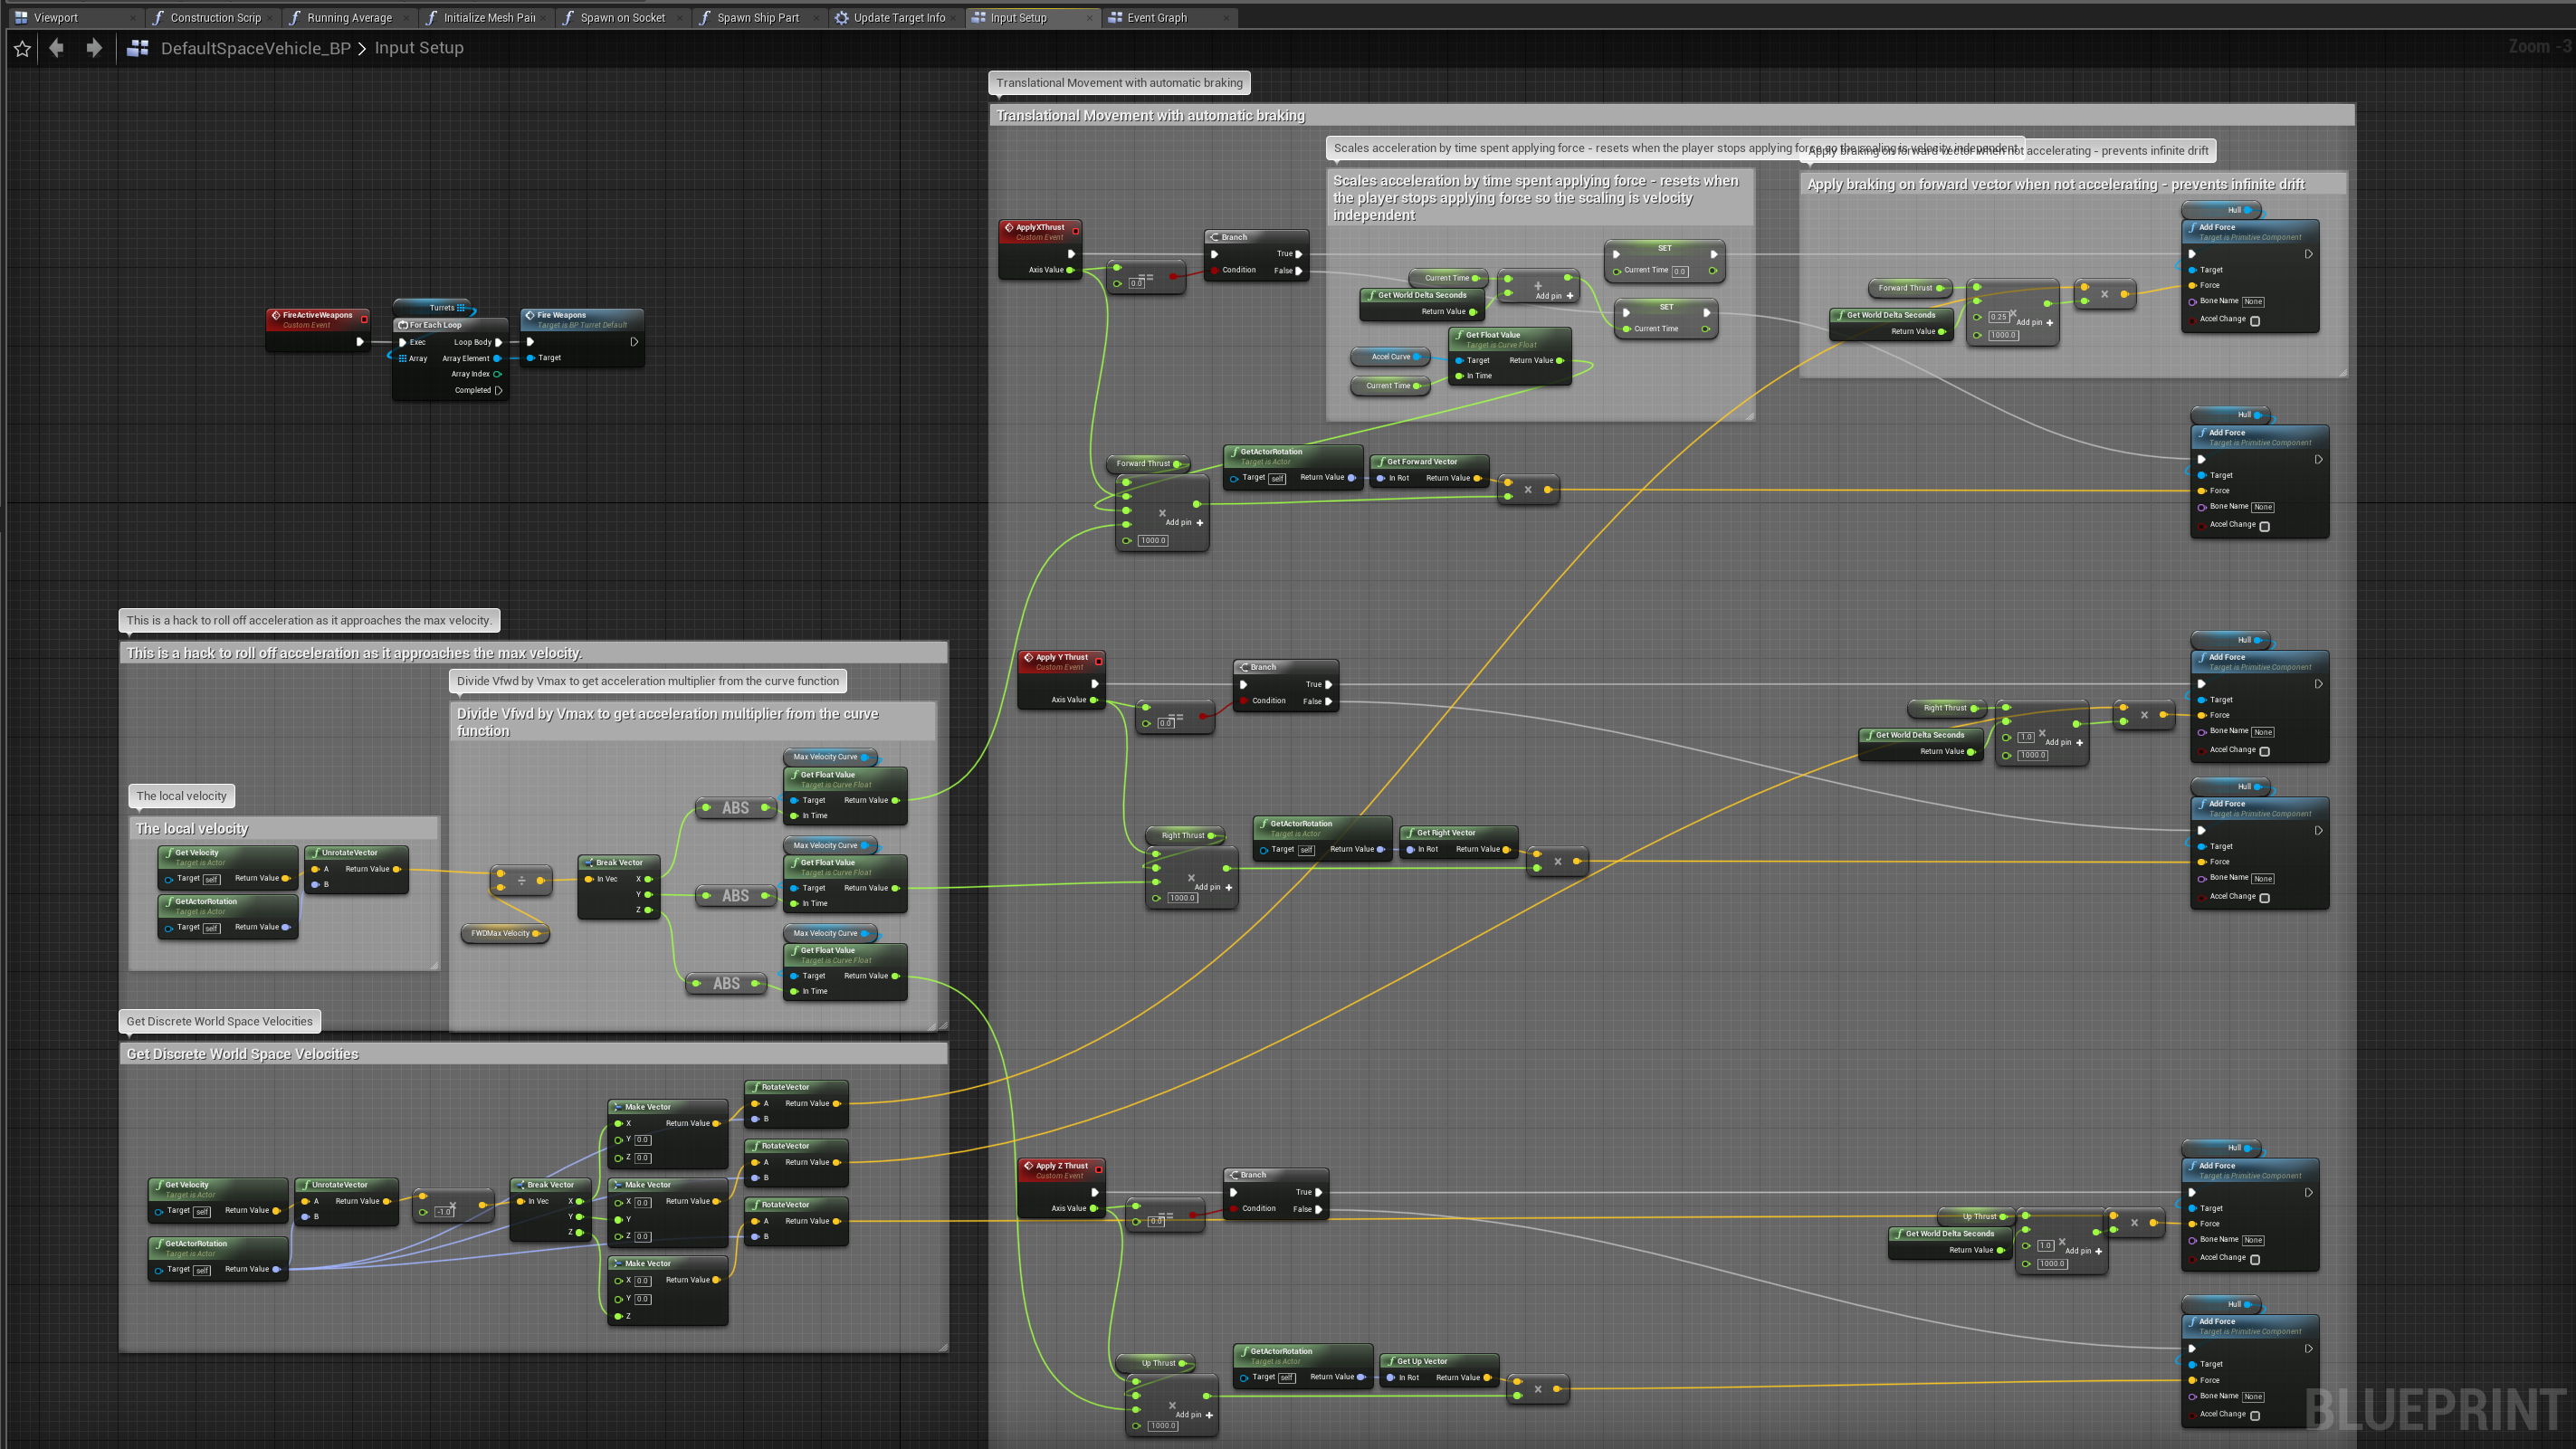 Viewport
Construction Scrip
Running Average
Initialize Mesh Pai
Spawn on Socket
Spawn Ship Part
Update Target Info
Input Setup
Event Graph
DefaultSpaceVehicle_BP
Input Setup
Zoom -3
Translational Movement with automatic braking
Translational Movement with automatic braking
Scales acceleration by time spent applying force - resets when the player stops applying force so the scaling is velocity independent
Apply braking on forward vector when not accelerating - prevents infinite drift
Scales acceleration by time spent applying force - resets when
the player stops applying force so the scaling is velocity
independent
Apply braking on forward vector when not accelerating - prevents infinite drift
ApplyXThrust
Custom Event
Axis Value
==
0.0
Branch
Condition
True
False
Current Time
Get World Delta Seconds
Return Value
+
Add pin +
SET
Current Time 0.0
SET
Current Time
Get Float Value
Target is Curve Float
Accel Curve
Target
Return Value
Current Time
In Time
Forward Thrust
Get World Delta Seconds
Return Value
0.25
Add pin +
1000.0
Hull
Add Force
Target is Primitive Component
Target
Force
Bone Name None
Accel Change
Turrets
FireActiveWeapons
Custom Event
For Each Loop
Exec
Loop Body
Array
Array Element
Array Index
Completed
Fire Weapons
Target is BP Turret Default
Target
Hull
Add Force
Target is Primitive Component
Target
Force
Bone Name None
Accel Change
Forward Thrust
Add pin +
1000.0
GetActorRotation
Target is Actor
Target self
Return Value
Get Forward Vector
In Rot
Return Value
This is a hack to roll off acceleration as it approaches the max velocity.
This is a hack to roll off acceleration as it approaches the max velocity.
Divide Vfwd by Vmax to get acceleration multiplier from the curve function
Divide Vfwd by Vmax to get acceleration multiplier from the curve
function
The local velocity
The local velocity
Get Velocity
Target is Actor
Target self
Return Value
UnrotateVector
A
Return Value
B
GetActorRotation
Target is Actor
Target self
Return Value
÷
FWDMax Velocity
Break Vector
In Vec
X
Y
Z
ABS
ABS
ABS
Max Velocity Curve
Get Float Value
Target is Curve Float
Target
Return Value
In Time
Max Velocity Curve
Get Float Value
Target is Curve Float
Target
Return Value
In Time
Max Velocity Curve
Get Float Value
Target is Curve Float
Target
Return Value
In Time
Apply Y Thrust
Custom Event
Axis Value
==
0.0
Branch
Condition
True
False
Right Thrust
Get World Delta Seconds
Return Value
1.0
Add pin +
1000.0
Hull
Add Force
Target is Primitive Component
Target
Force
Bone Name None
Accel Change
Hull
Add Force
Target is Primitive Component
Target
Force
Bone Name None
Accel Change
Right Thrust
Add pin +
1000.0
GetActorRotation
Target is Actor
Target self
Return Value
Get Right Vector
In Rot
Return Value
Get Discrete World Space Velocities
Get Discrete World Space Velocities
Get Velocity
Target is Actor
Target self
Return Value
UnrotateVector
A
Return Value
B
GetActorRotation
Target is Actor
Target self
Return Value
-1.0
Break Vector
In Vec
X
Y
Z
Make Vector
X
Return Value
Y 0.0
Z 0.0
Make Vector
X 0.0
Return Value
Y
Z 0.0
Make Vector
X 0.0
Return Value
Y 0.0
Z
RotateVector
A
Return Value
B
RotateVector
A
Return Value
B
RotateVector
A
Return Value
B
Apply Z Thrust
Custom Event
Axis Value
==
0.0
Branch
Condition
True
False
Up Thrust
Get World Delta Seconds
Return Value
1.0
Add pin +
1000.0
Hull
Add Force
Target is Primitive Component
Target
Force
Bone Name None
Accel Change
Hull
Add Force
Target is Primitive Component
Target
Force
Bone Name None
Accel Change
Up Thrust
Add pin +
1000.0
GetActorRotation
Target is Actor
Target self
Return Value
Get Up Vector
In Rot
Return Value
BLUEPRINT